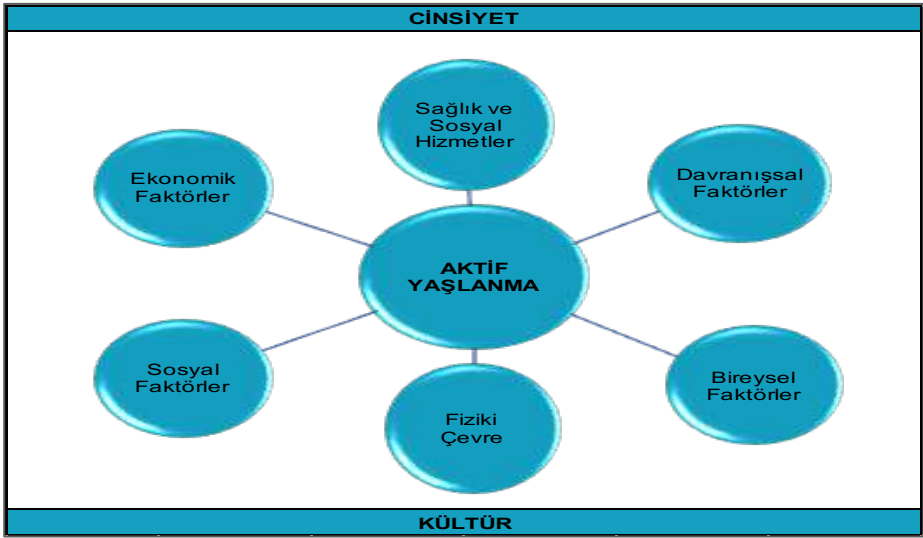 CİNSİYET
Sağlık ve
Sosyal
Hizmetler
Ekonomik
Faktörler
Davranışsal
Faktörler
AKTİF
YAŞLANMA
Sosyal
Faktörler
Bireysel
Faktörler
Fiziki
Çevre
KÜLTÜR